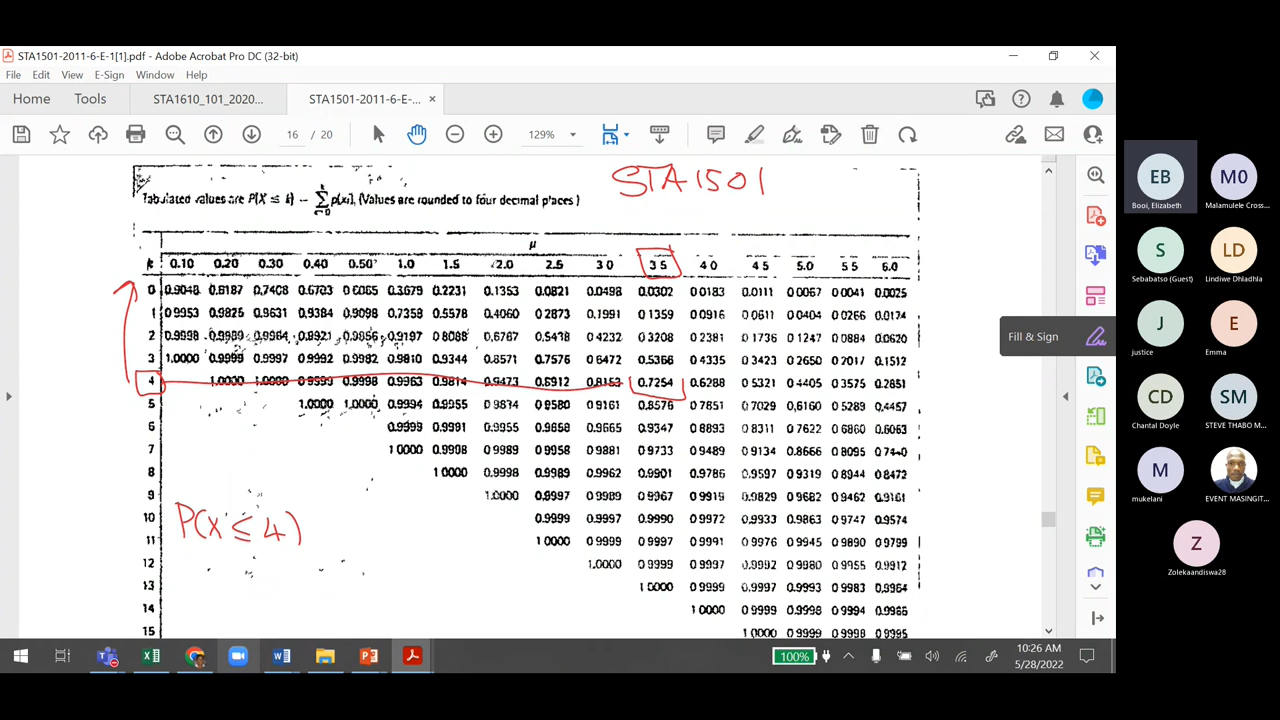 STA1501-2011-6-E-1[1].pdf - Adobe Acrobat Pro DC (32-bit)
File Edit View E-Sign Window Help
Home Tools STA1610_101_2020... STA1501-2011-6-E-... ×
16 / 20 129%
STA1501
Tabulated values are P(X ≤ k) = Σ p(xi). (Values are rounded to four decimal places)
μ
k 0.10 0.20 0.30 0.40 0.50 1.0 1.5 2.0 2.5 3 0 3 5 4 0 4 5 5.0 5 5 6.0
0 0.9048 0.8187 0.7408 0.6703 0.6065 0.3679 0.2231 0.1353 0.0821 0.0498 0.0302 0 0183 0.0111 0 0067 0 0041 0.0025
1 0.9953 0.9825 0.9631 0.9384 0.9098 0.7358 0.5578 0.4060 0.2873 0.1991 0.1359 0.0916 0.0611 0.0404 0.0266 0.0174
2 0.9998 0.9989 0.9964 0.9921 0.9856 0.9197 0.8088 0.6767 0.5438 0.4232 0.3208 0.2381 0.1736 0.1247 0.0884 0.0620
3 1.0000 0.9999 0.9997 0.9992 0.9982 0.9810 0.9344 0.8571 0.7576 0.6472 0.5366 0.4335 0.3423 0.2650 0.2017 0.1512
4 1.0000 1.0000 0.9999 0.9998 0.9963 0.9814 0.9473 0.8912 0.8153 0.7254 0.6288 0.5321 0.4405 0.3575 0.2851
5 1.0000 1.0000 0.9994 0.9955 0.9834 0.9580 0.9161 0.8576 0.7851 0.7029 0.6160 0.5289 0.4457
6 0.9999 0.9991 0.9955 0.9858 0.9665 0.9347 0.8893 0.8311 0.7622 0.6860 0.6063
7 1 0000 0.9998 0.9989 0.9958 0.9881 0.9733 0.9489 0.9134 0.8666 0.8095 0.7440
8 1 0000 0.9998 0.9989 0.9962 0.9901 0.9786 0.9597 0.9319 0.8944 0.8472
9 1.0000 0.9997 0.9989 0.9967 0.9919 0.9829 0.9682 0.9462 0.9161
10 0.9999 0.9997 0.9990 0.9972 0.9933 0.9863 0.9747 0.9574
11 1 0000 0.9999 0.9997 0.9991 0.9976 0.9945 0.9890 0.9799
12 1.0000 0 9999 0.9997 0.9992 0.9980 0 9955 0.9912
13 1 0000 0.9999 0.9997 0.9993 0 9983 0.9964
14 1 0000 0 9999 0.9998 0.9994 0.9986
15 1 0000 0.9999 0 9998 0.9995
P(X ≤ 4)
Fill & Sign
EB
Booi, Elizabeth
M0
Malamulele Cross...
S
Sebabatso (Guest)
LD
Lindiwe Dhladhla
J
justice
E
Emma
CD
Chantal Doyle
SM
STEVE THABO M...
M
mukelani
EVENT MASINGIT...
Z
Zolekaandiswa28
100%
10:26 AM
5/28/2022